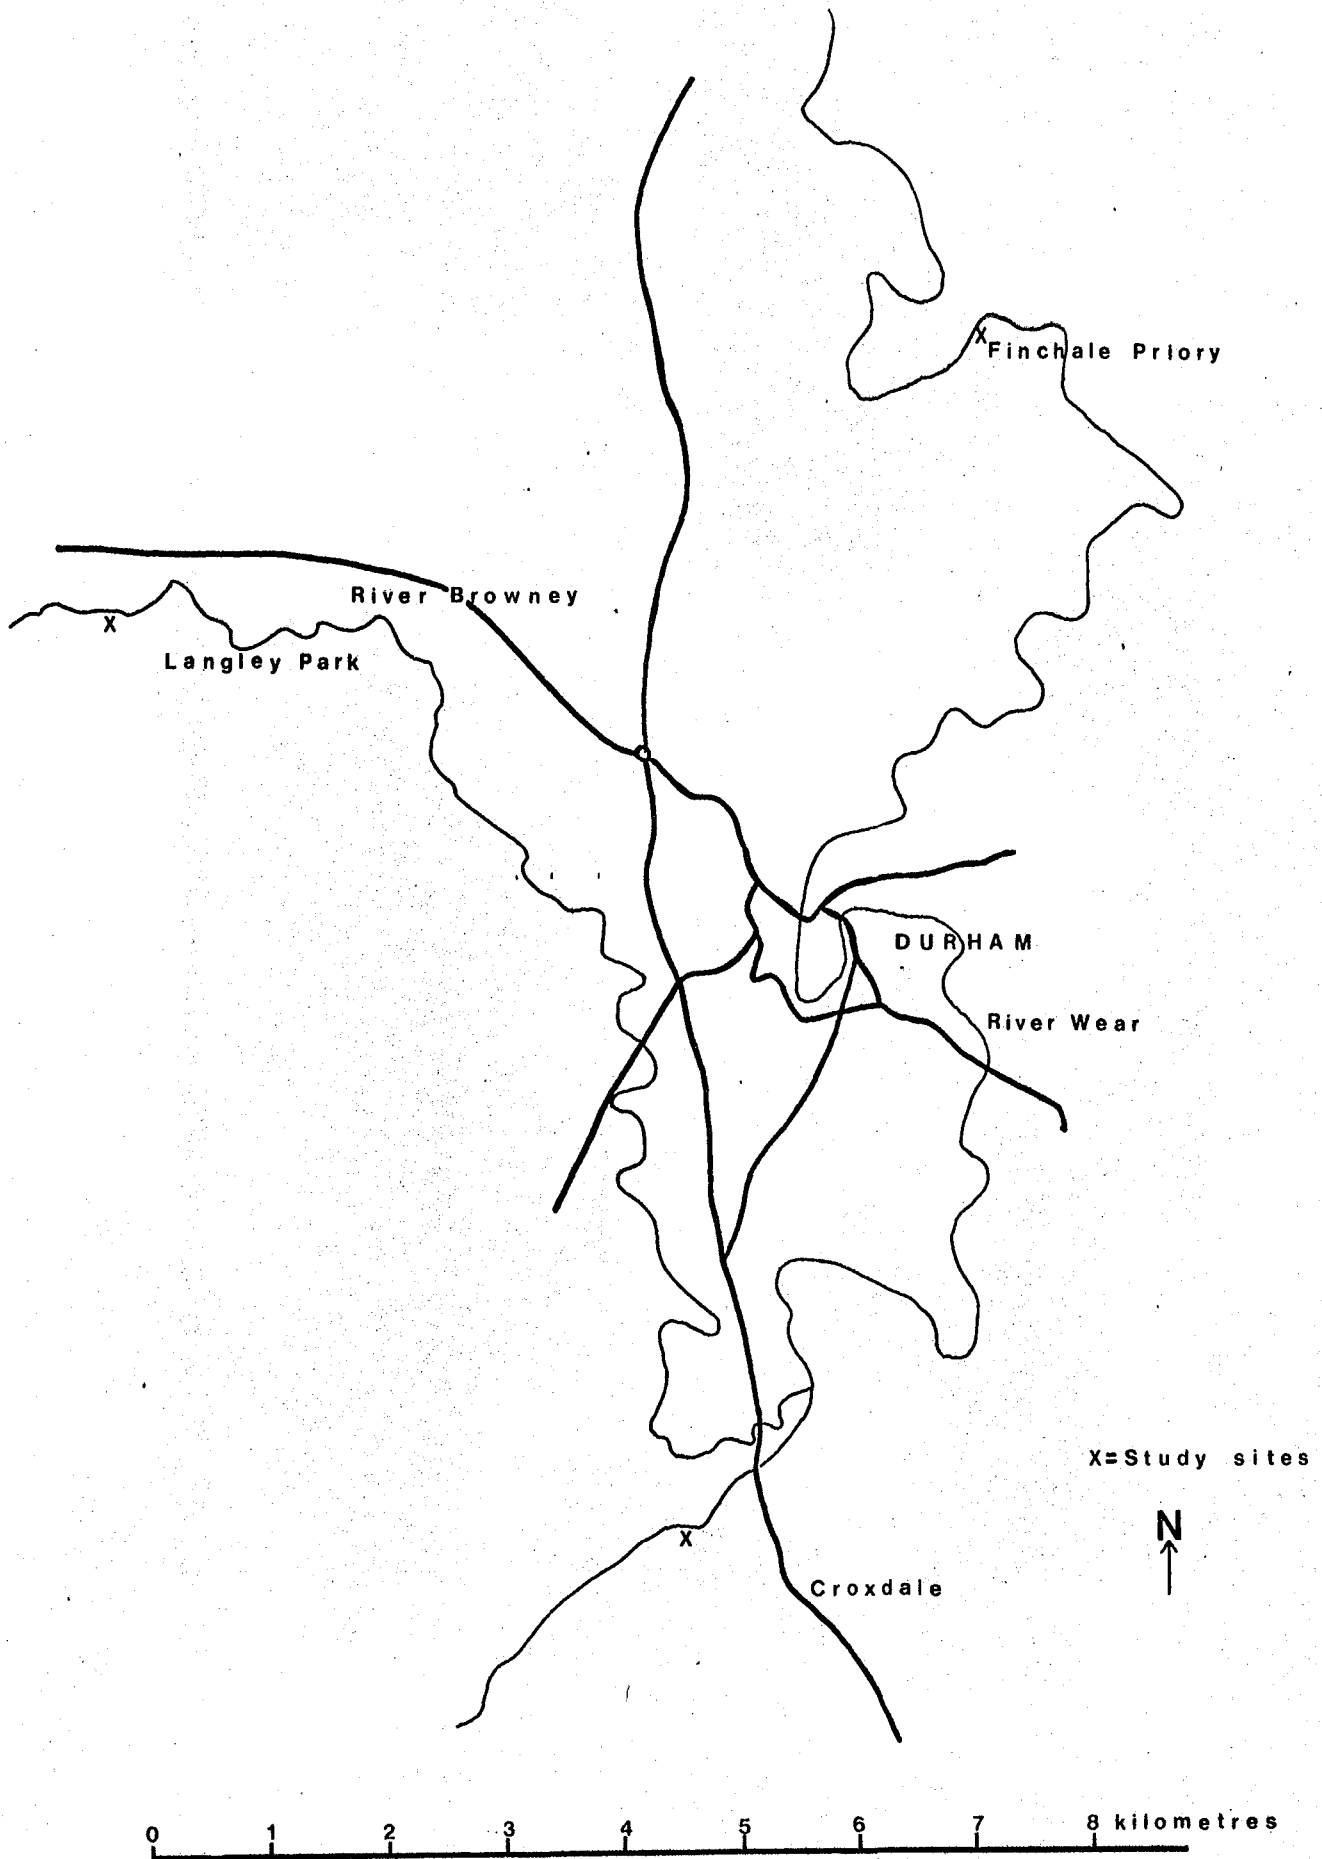 X
Finchale Priory
River Browney
X
Langley Park
DURHAM
River Wear
X=Study sites
N
X
Croxdale
0 1 2 3 4 5 6 7 8 kilometres